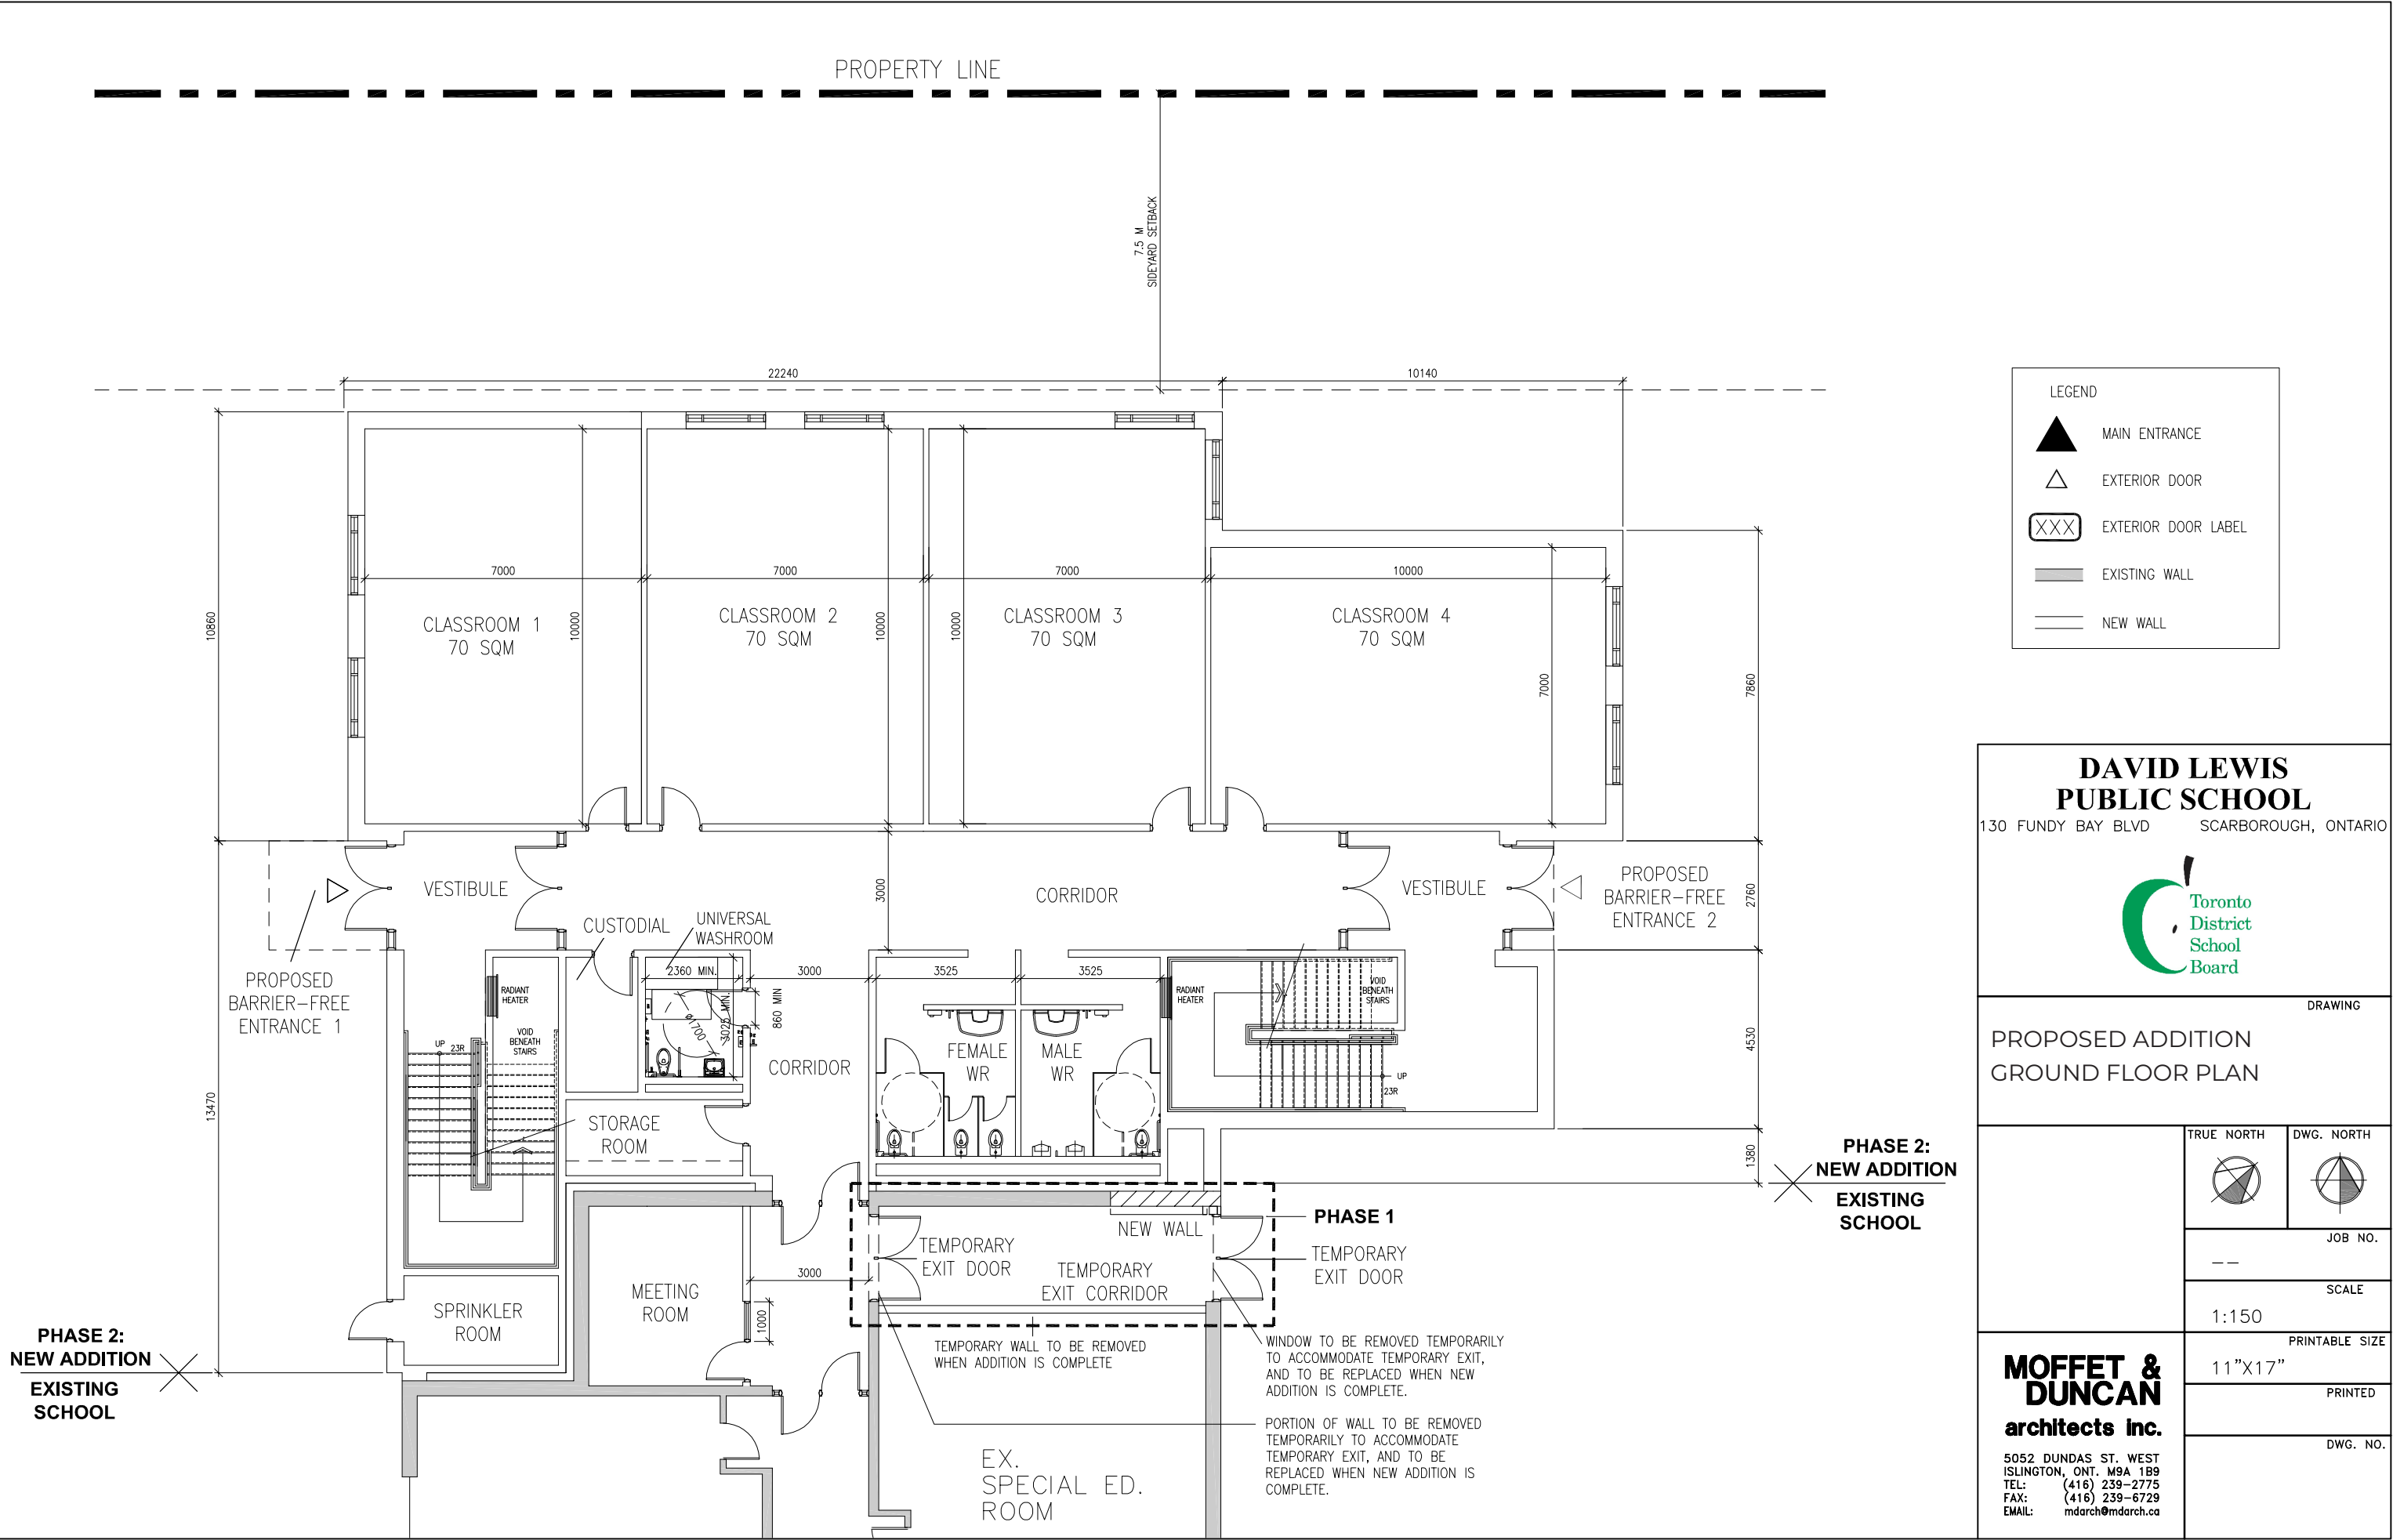 PROPERTY LINE
7.5 M
SIDEYARD SETBACK
22240
10140
10860
13470
7000
7000
7000
10000
10000
10000
10000
7000
7860
2760
4530
1380
CLASSROOM 1
70 SQM
CLASSROOM 2
70 SQM
CLASSROOM 3
70 SQM
CLASSROOM 4
70 SQM
VESTIBULE
3000
CORRIDOR
VESTIBULE
PROPOSED
BARRIER-FREE
ENTRANCE 1
PROPOSED
BARRIER-FREE
ENTRANCE 2
CUSTODIAL
UNIVERSAL
WASHROOM
2360 MIN.
3025 MIN.
Ø1700
860 MIN
3000
3525
3525
RADIANT
HEATER
VOID
BENEATH
STAIRS
UP
23R
CORRIDOR
FEMALE
WR
MALE
WR
RADIANT
HEATER
VOID
BENEATH
STAIRS
UP
23R
STORAGE
ROOM
PHASE 2:
NEW ADDITION
EXISTING
SCHOOL
PHASE 1
NEW WALL
TEMPORARY
EXIT DOOR
TEMPORARY
EXIT CORRIDOR
TEMPORARY
EXIT DOOR
3000
1000
MEETING
ROOM
SPRINKLER
ROOM
PHASE 2:
NEW ADDITION
EXISTING
SCHOOL
TEMPORARY WALL TO BE REMOVED
WHEN ADDITION IS COMPLETE
WINDOW TO BE REMOVED TEMPORARILY
TO ACCOMMODATE TEMPORARY EXIT,
AND TO BE REPLACED WHEN NEW
ADDITION IS COMPLETE.
PORTION OF WALL TO BE REMOVED
TEMPORARILY TO ACCOMMODATE
TEMPORARY EXIT, AND TO BE
REPLACED WHEN NEW ADDITION IS
COMPLETE.
EX.
SPECIAL ED.
ROOM
LEGEND
MAIN ENTRANCE
EXTERIOR DOOR
XXX
EXTERIOR DOOR LABEL
EXISTING WALL
NEW WALL
DAVID LEWIS
PUBLIC SCHOOL
130 FUNDY BAY BLVD SCARBOROUGH, ONTARIO
Toronto
District
School
Board
DRAWING
PROPOSED ADDITION
GROUND FLOOR PLAN
TRUE NORTH
DWG. NORTH
JOB NO.
--
SCALE
1:150
PRINTABLE SIZE
11"X17"
PRINTED
DWG. NO.
MOFFET &
DUNCAN
architects inc.
5052 DUNDAS ST. WEST
ISLINGTON, ONT. M9A 1B9
TEL: (416) 239-2775
FAX: (416) 239-6729
EMAIL: mdarch@mdarch.ca